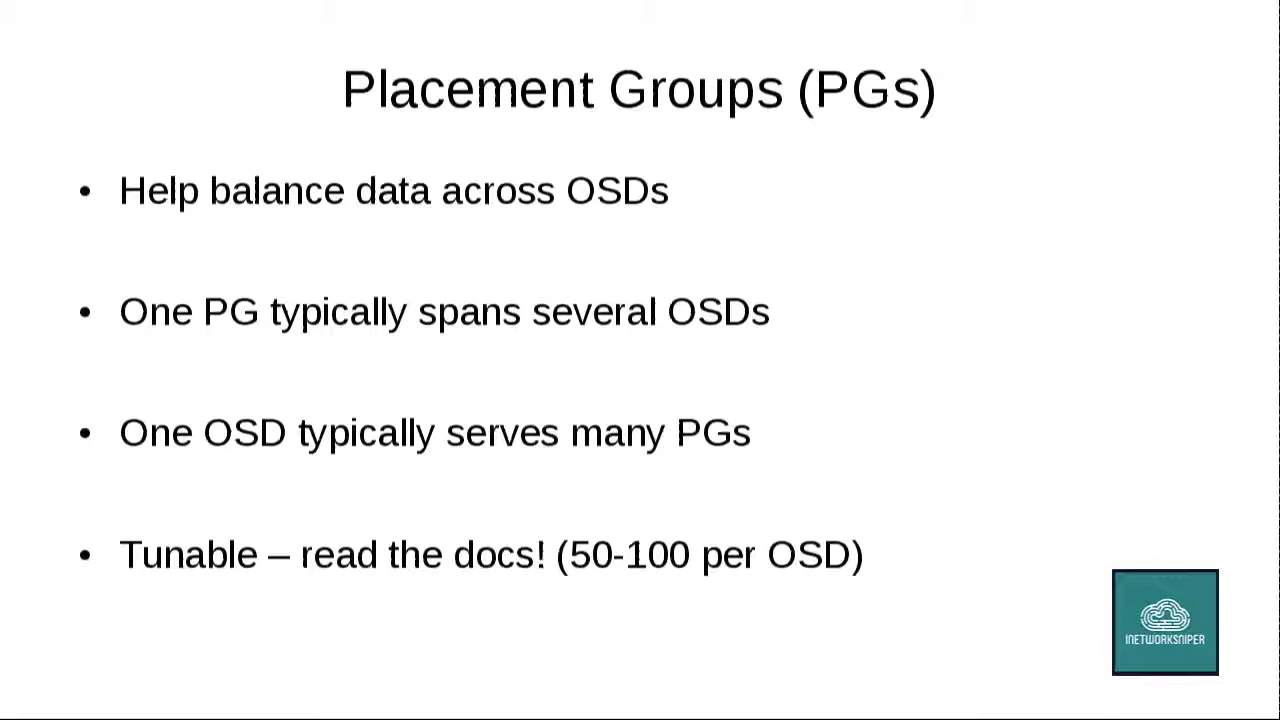 Placement Groups (PGs)
• Help balance data across OSDs
• One PG typically spans several OSDs
• One OSD typically serves many PGs
• Tunable – read the docs! (50-100 per OSD)
INETWORKSNIPER